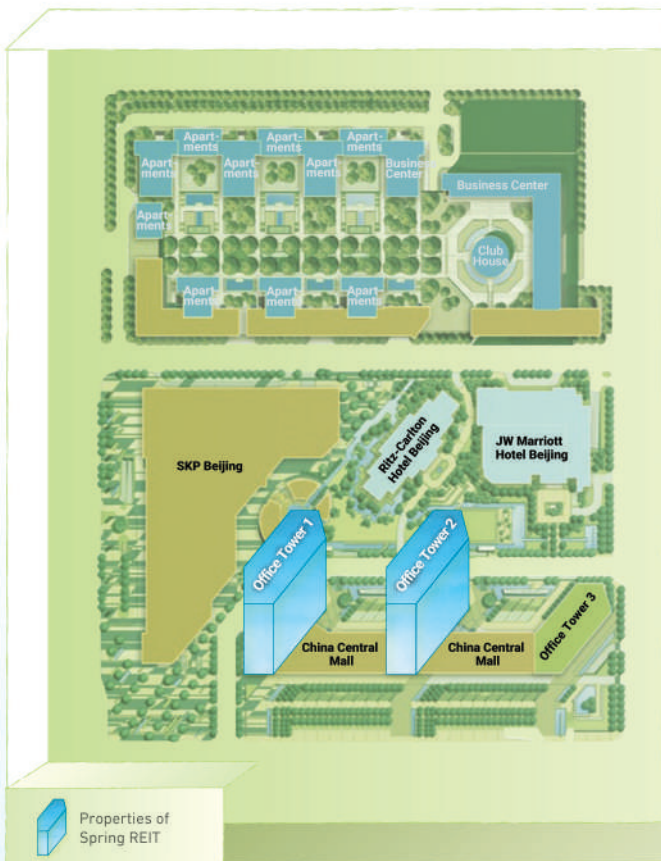 Apart-
ments
Apart-
ments
Apart-
ments
Apart-
ments
Apart-
ments
Apart-
ments
Business
Center
Business Center
Apart-
ments
Club
House
Apart-
ments
Apart-
ments
Apart-
ments
SKP Beijing
Ritz-Carlton
Hotel Beijing
JW Marriott
Hotel Beijing
Office Tower 1
Office Tower 2
Office Tower 3
China Central
Mall
China Central
Mall
Properties of
Spring REIT